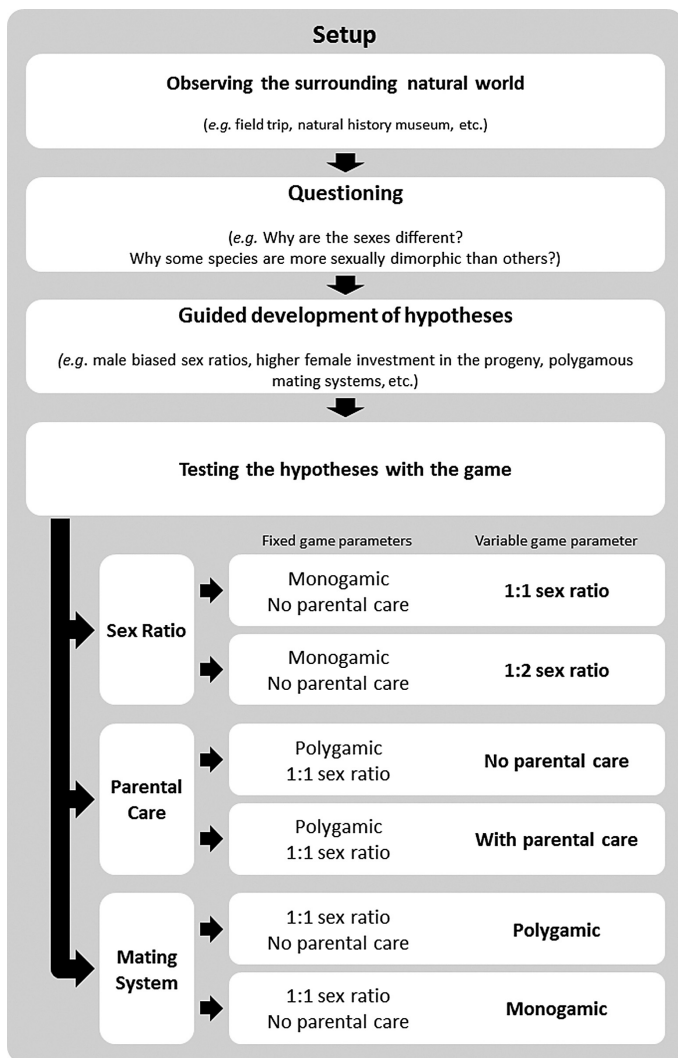 Setup
Observing the surrounding natural world
(e.g. field trip, natural history museum, etc.)
Questioning
(e.g. Why are the sexes different?
Why some species are more sexually dimorphic than others?)
Guided development of hypotheses
(e.g. male biased sex ratios, higher female investment in the progeny, polygamous
mating systems, etc.)
Testing the hypotheses with the game
Fixed game parameters
Variable game parameter
Sex Ratio
Monogamic
No parental care
1:1 sex ratio
Monogamic
No parental care
1:2 sex ratio
Parental
Care
Polygamic
1:1 sex ratio
No parental care
Polygamic
1:1 sex ratio
With parental care
Mating
System
1:1 sex ratio
No parental care
Polygamic
1:1 sex ratio
No parental care
Monogamic